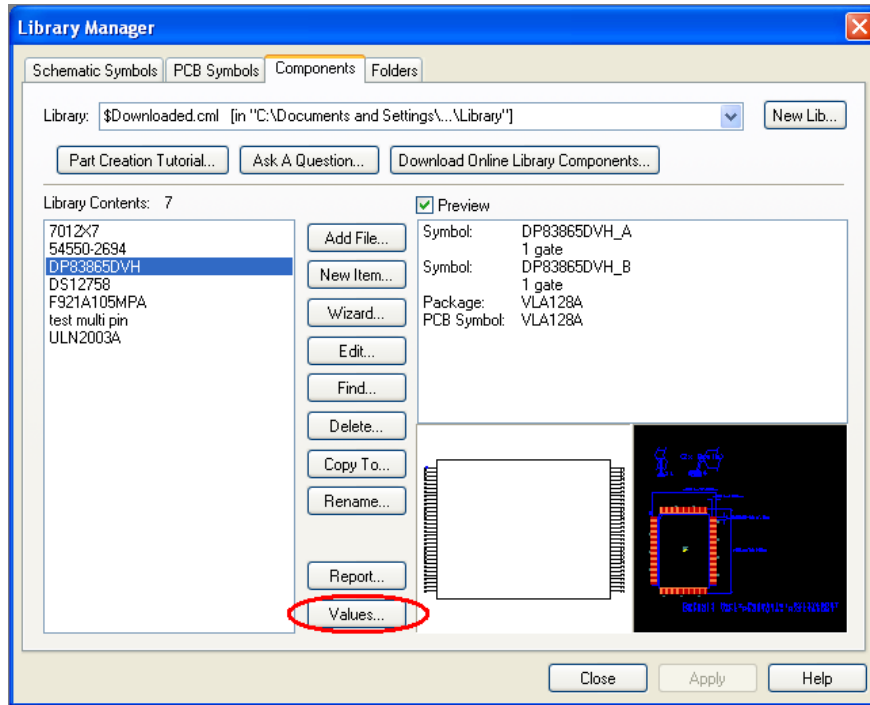 Library Manager
Schematic Symbols PCB Symbols Components Folders
Library: $Downloaded.cml [in "C:\Documents and Settings\...\Library"] New Lib...
Part Creation Tutorial... Ask A Question... Download Online Library Components...
Library Contents: 7
Preview
7012X7
54550-2694
DP83865DVH
DS12758
F921A105MPA
test multi pin
ULN2003A
Add File...
New Item...
Wizard...
Edit...
Find...
Delete...
Copy To...
Rename...
Report...
Values...
Symbol: DP83865DVH_A
1 gate
Symbol: DP83865DVH_B
1 gate
Package: VLA128A
PCB Symbol: VLA128A
Close Apply Help